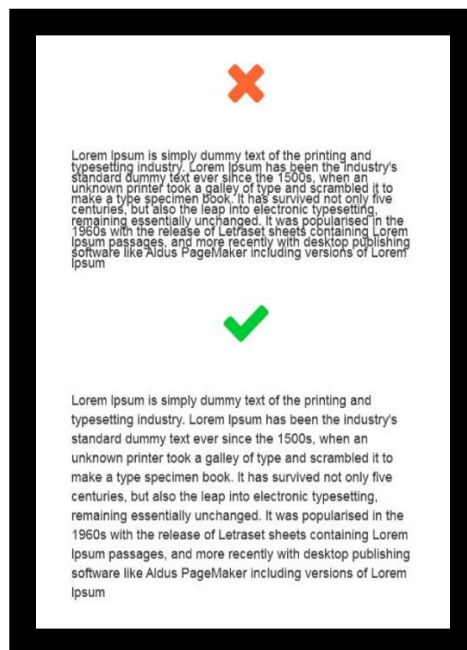 Lorem Ipsum is simply dummy text of the printing and
typesetting industry. Lorem Ipsum has been the industry's
standard dummy text ever since the 1500s, when an
unknown printer took a galley of type and scrambled it to
make a type specimen book. It has survived not only five
centuries, but also the leap into electronic typesetting,
remaining essentially unchanged. It was popularised in the
1960s with the release of Letraset sheets containing Lorem
Ipsum passages, and more recently with desktop publishing
software like Aldus PageMaker including versions of Lorem
Ipsum
Lorem Ipsum is simply dummy text of the printing and
typesetting industry. Lorem Ipsum has been the industry's
standard dummy text ever since the 1500s, when an
unknown printer took a galley of type and scrambled it to
make a type specimen book. It has survived not only five
centuries, but also the leap into electronic typesetting,
remaining essentially unchanged. It was popularised in the
1960s with the release of Letraset sheets containing Lorem
Ipsum passages, and more recently with desktop publishing
software like Aldus PageMaker including versions of Lorem
Ipsum